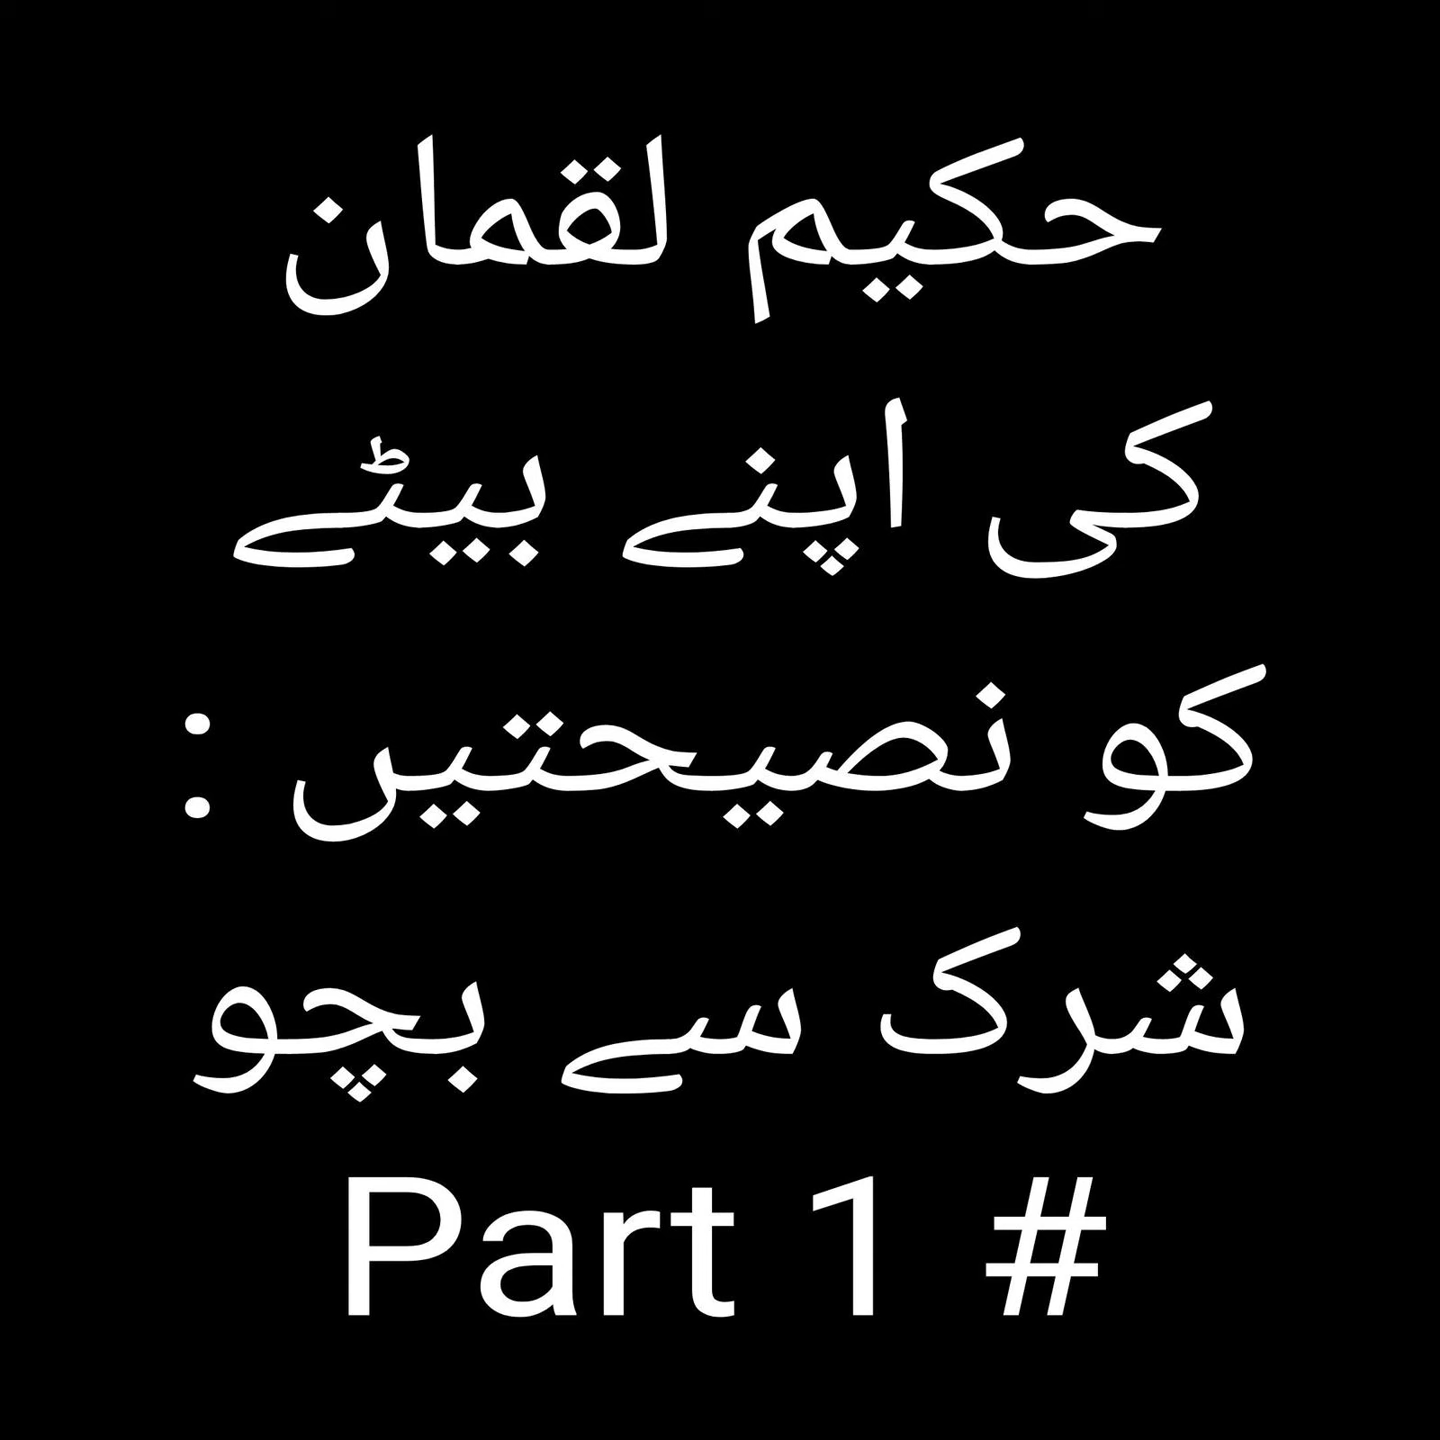 حکیم لقمان
کی اپنے بیٹے
کو نصیحتیں :
شرک سے بچو
Part 1 #